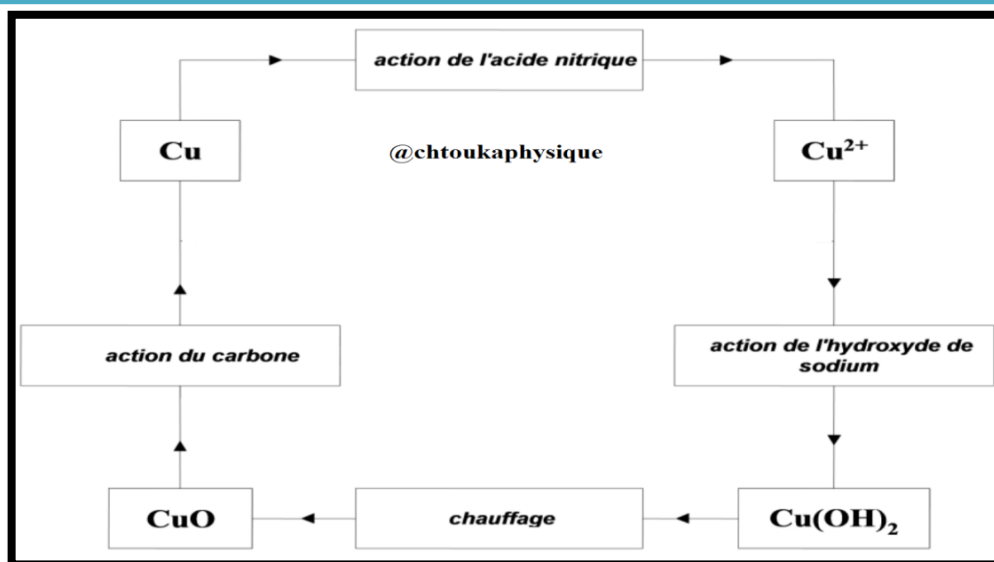 action de l'acide nitrique
Cu
@chtoukaphysique
Cu²⁺
action du carbone
action de l'hydroxyde de
sodium
CuO
chauffage
Cu(OH)₂